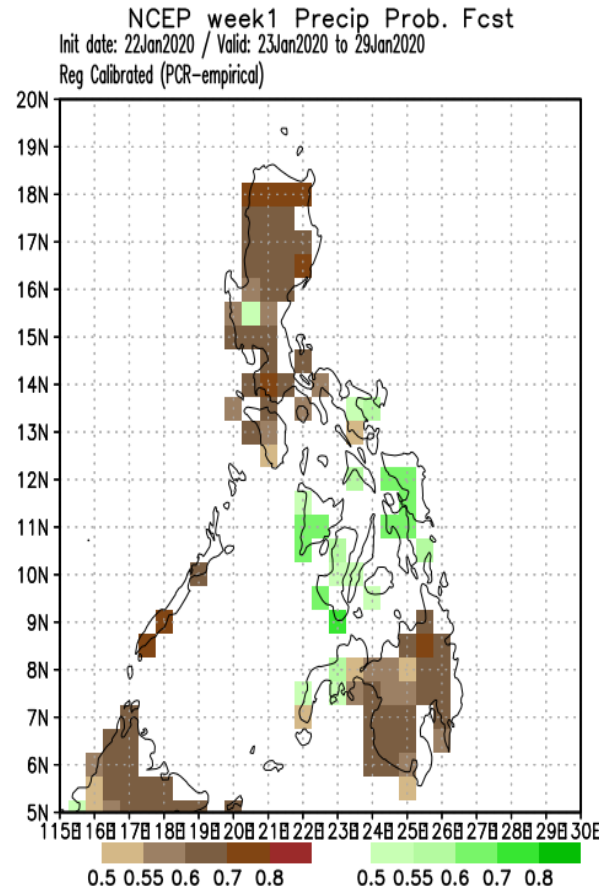 NCEP week1 Precip Prob. Fcst
Init date: 22Jan2020 / Valid: 23Jan2020 to 29Jan2020
Reg Calibrated (PCR-empirical)
20N
19N
18N
17N
16N
15N
14N
13N
12N
11N
10N
9N
8N
7N
6N
5N
115E 116E 117E 118E 119E 120E 121E 122E 123E 124E 125E 126E 127E 128E 129E 130E
0.5 0.55 0.6 0.7 0.8 0.5 0.55 0.6 0.7 0.8